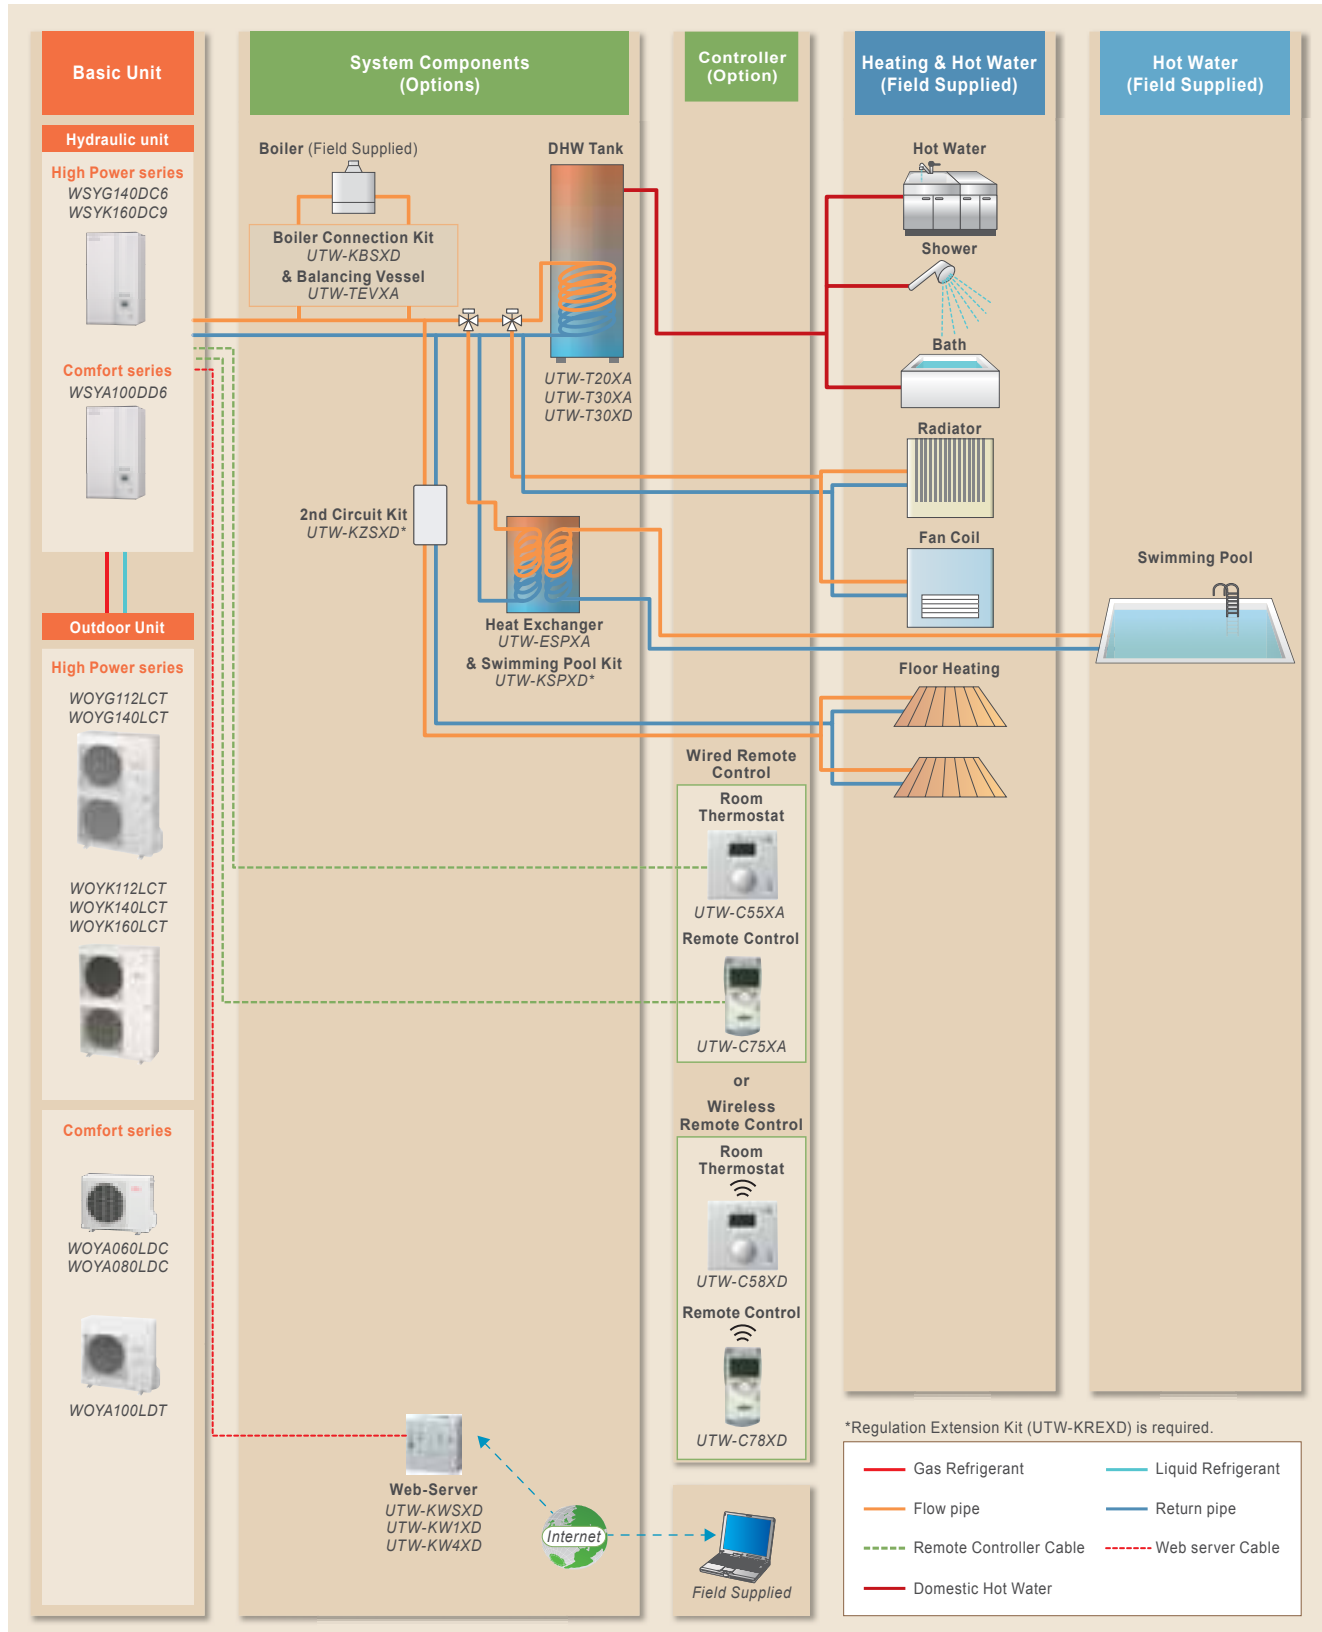 Basic Unit
System Components
(Options)
Controller
(Option)
Heating & Hot Water
(Field Supplied)
Hot Water
(Field Supplied)
Hydraulic unit
High Power series
WSYG140DC6
WSYK160DC9
Comfort series
WSYA100DD6
Outdoor Unit
High Power series
WOYG112LCT
WOYG140LCT
WOYK112LCT
WOYK140LCT
WOYK160LCT
Comfort series
WOYA060LDC
WOYA080LDC
WOYA100LDT
Boiler (Field Supplied)
Boiler Connection Kit
UTW-KBSXD
& Balancing Vessel
UTW-TEVXA
DHW Tank
UTW-T20XA
UTW-T30XA
UTW-T30XD
2nd Circuit Kit
UTW-KZSXD*
Heat Exchanger
UTW-ESPXA
& Swimming Pool Kit
UTW-KSPXD*
Web-Server
UTW-KWSXD
UTW-KW1XD
UTW-KW4XD
Internet
Wired Remote
Control
Room
Thermostat
UTW-C55XA
Remote Control
UTW-C75XA
or
Wireless
Remote Control
Room
Thermostat
UTW-C58XD
Remote Control
UTW-C78XD
Field Supplied
Hot Water
Shower
Bath
Radiator
Fan Coil
Floor Heating
Swimming Pool
*Regulation Extension Kit (UTW-KREXD) is required.
Gas Refrigerant
Liquid Refrigerant
Flow pipe
Return pipe
Remote Controller Cable
Web server Cable
Domestic Hot Water